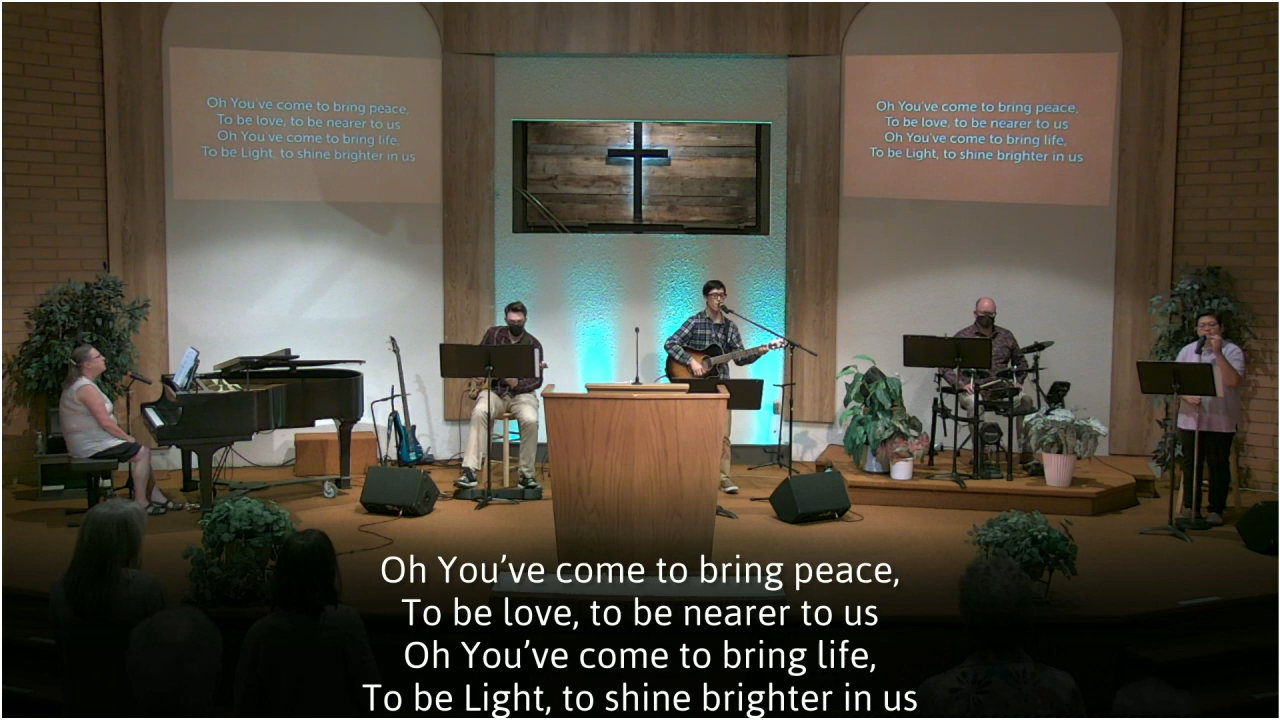 Oh You've come to bring peace,
To be love, to be nearer to us
Oh You've come to bring life,
To be Light, to shine brighter in us
Oh You've come to bring peace,
To be love, to be nearer to us
Oh You've come to bring life,
To be Light, to shine brighter in us
Oh You’ve come to bring peace,
To be love, to be nearer to us
Oh You’ve come to bring life,
To be Light, to shine brighter in us